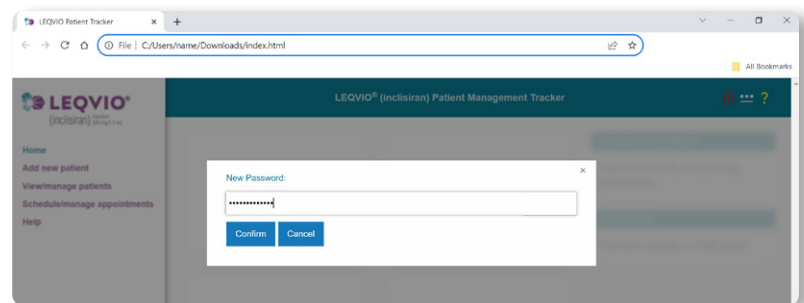 LEQVIO Patient Tracker
File | C:/Users/name/Downloads/index.html
All Bookmarks
LEQVIO®
(inclisiran)
LEQVIO® (inclisiran) Patient Management Tracker
?
Home
Add new patient
View/manage patients
Schedule/manage appointments
Help
New Password:
•••••••••••••
Confirm
Cancel